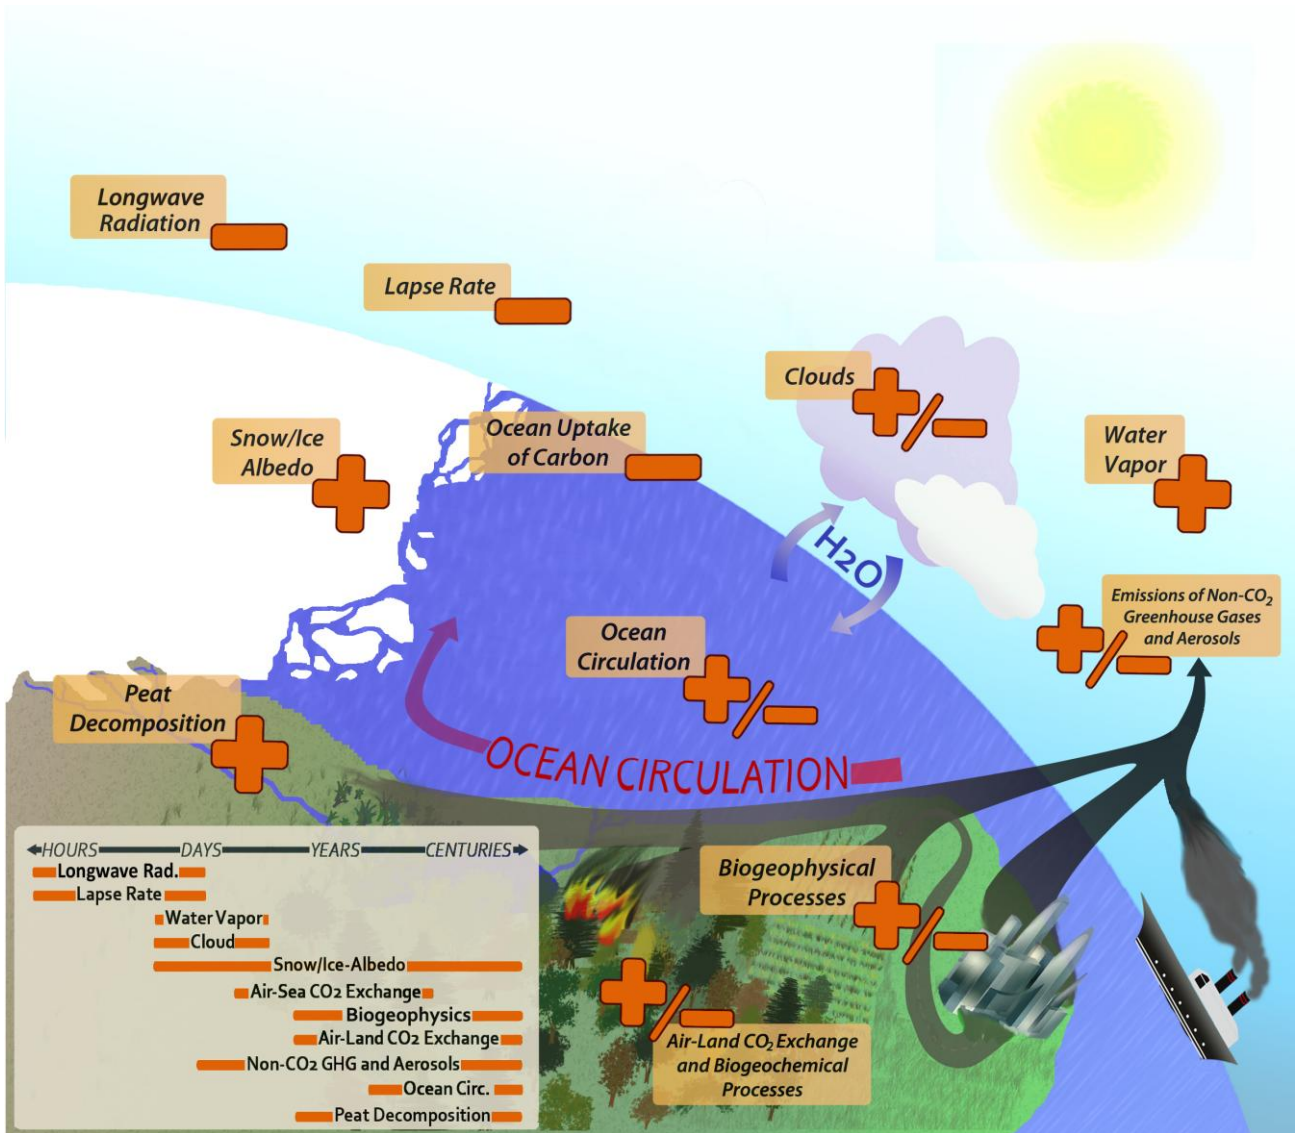 Longwave
Radiation
Lapse Rate
Clouds
Snow/Ice
Albedo
Ocean Uptake
of Carbon
Water
Vapor
H2O
Emissions of Non-CO₂
Greenhouse Gases
and Aerosols
Ocean
Circulation
Peat
Decomposition
OCEAN CIRCULATION
Biogeophysical
Processes
Air-Land CO₂ Exchange
and Biogeochemical
Processes
HOURS DAYS YEARS CENTURIES
Longwave Rad.
Lapse Rate
Water Vapor
Cloud
Snow/Ice-Albedo
Air-Sea CO2 Exchange
Biogeophysics
Air-Land CO2 Exchange
Non-CO2 GHG and Aerosols
Ocean Circ.
Peat Decomposition